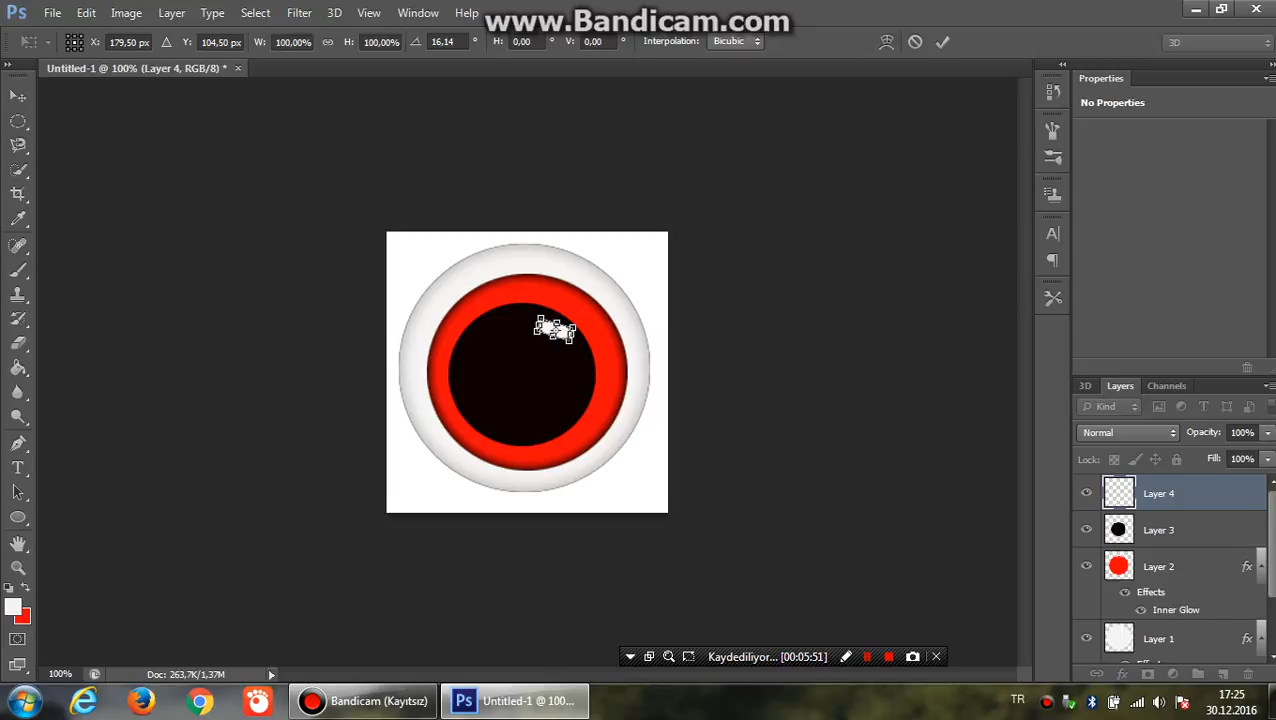 www.Bandicam.com
Ps File Edit Image Layer Type Select Filter 3D View Window Help
X: 179,50 px Y: 104,50 px W: 100,00% H: 100,00% 16,14 ° H: 0,00 ° V: 0,00 ° Interpolation: Bicubic 3D
Untitled-1 @ 100% (Layer 4, RGB/8) * ×
Properties
No Properties
3D Layers Channels
Kind
Normal Opacity: 100%
Locks: Fill: 100%
Layer 4
Layer 3
Layer 2 fx
Effects
Inner Glow
Layer 1 fx
Kaydediliyor... [00:05:51]
100% Doc: 263,7K/1,37M
Bandicam (Kayıtsız) Ps Untitled-1 @ 100... TR 17:25
30.12.2016